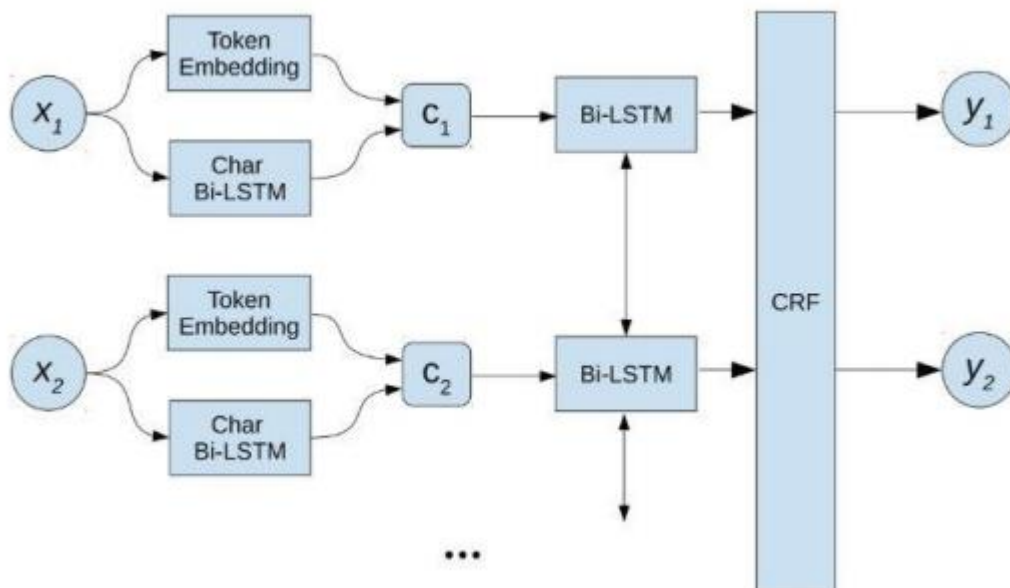 Token
Embedding
x₁
c₁
Bi-LSTM
y₁
Char
Bi-LSTM
Token
Embedding
CRF
x₂
c₂
Bi-LSTM
y₂
Char
Bi-LSTM
...